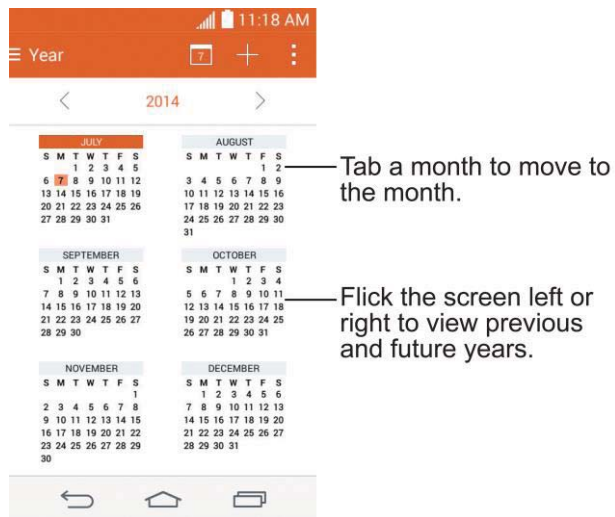 11:18 AM
Year 7
2014
JULY AUGUST
S M T W T F S S M T W T F S
1 2 3 4 5 1 2
6 7 8 9 10 11 12 3 4 5 6 7 8 9
13 14 15 16 17 18 19 10 11 12 13 14 15 16
20 21 22 23 24 25 26 17 18 19 20 21 22 23
27 28 29 30 31 24 25 26 27 28 29 30
31
Tab a month to move to
the month.
SEPTEMBER OCTOBER
S M T W T F S S M T W T F S
1 2 3 4 5 6 1 2 3 4
7 8 9 10 11 12 13 5 6 7 8 9 10 11
14 15 16 17 18 19 20 12 13 14 15 16 17 18
21 22 23 24 25 26 27 19 20 21 22 23 24 25
28 29 30 26 27 28 29 30 31
Flick the screen left or
right to view previous
and future years.
NOVEMBER DECEMBER
S M T W T F S S M T W T F S
1 1 2 3 4 5 6
2 3 4 5 6 7 8 7 8 9 10 11 12 13
9 10 11 12 13 14 15 14 15 16 17 18 19 20
16 17 18 19 20 21 22 21 22 23 24 25 26 27
23 24 25 26 27 28 29 28 29 30 31
30